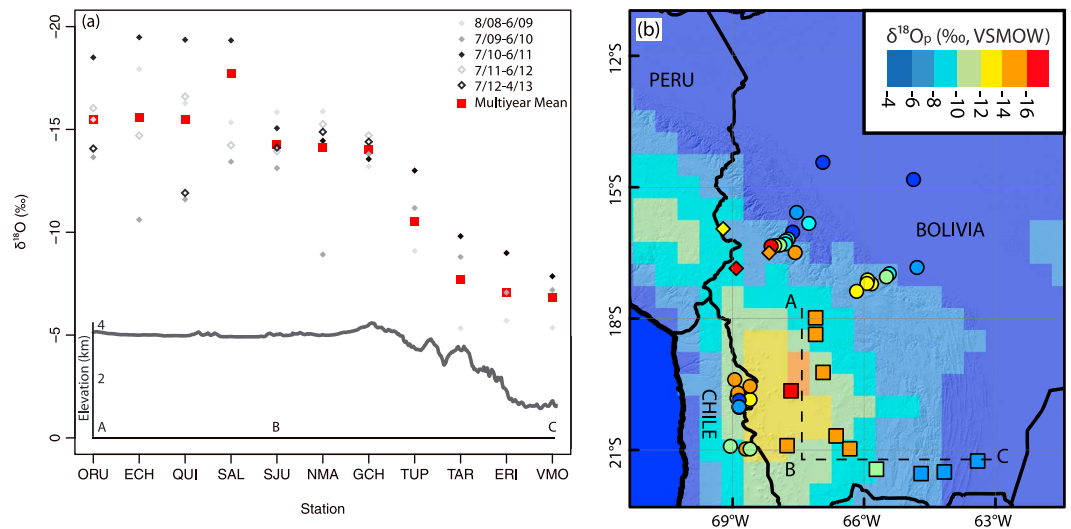 (a)
8/08-6/09
7/09-6/10
7/10-6/11
7/11-6/12
7/12-4/13
Multiyear Mean
-20
-15
-10
-5
0
δ18O (‰)
Elevation (km)
4
2
A B C
ORU ECH QUI SAL SJU NMA GCH TUP TAR ERI VMO
Station
(b)
δ18Op (‰, VSMOW)
4 6 8 10 12 14 16
PERU
BOLIVIA
CHILE
A
B
C
12°S
15°S
18°S
21°S
69°W 66°W 63°W